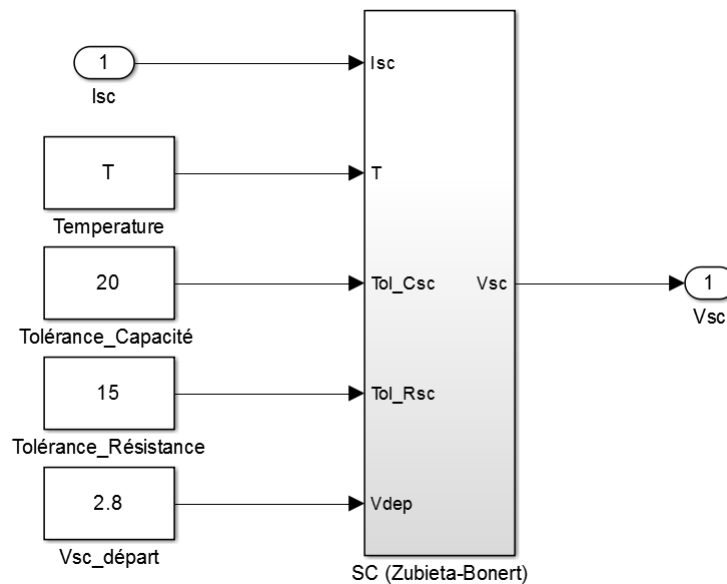 1
Isc
Isc
T
Temperature
T
20
Tolérance_Capacité
Tol_Csc
Vsc
1
Vsc
15
Tolérance_Résistance
Tol_Rsc
2.8
Vsc_départ
Vdep
SC (Zubieta-Bonert)